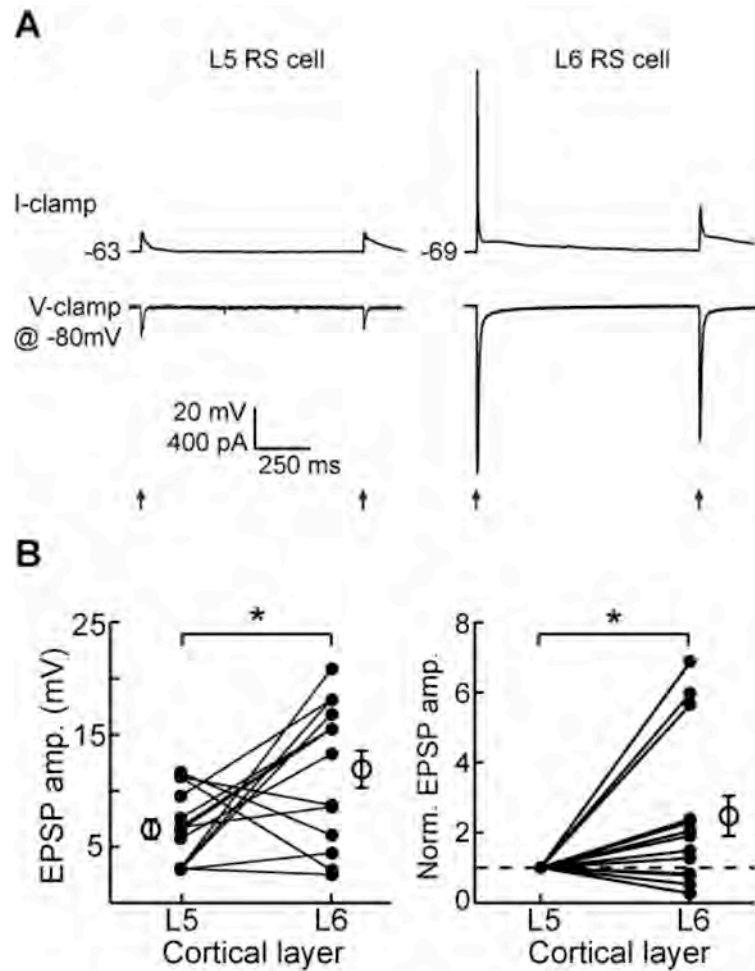 A
L5 RS cell
L6 RS cell
I-clamp
-63
-69
V-clamp
@ -80mV
20 mV
400 pA
250 ms
B
*
25
15
5
EPSP amp. (mV)
L5
L6
Cortical layer
*
8
6
4
2
0
Norm. EPSP amp.
L5
L6
Cortical layer